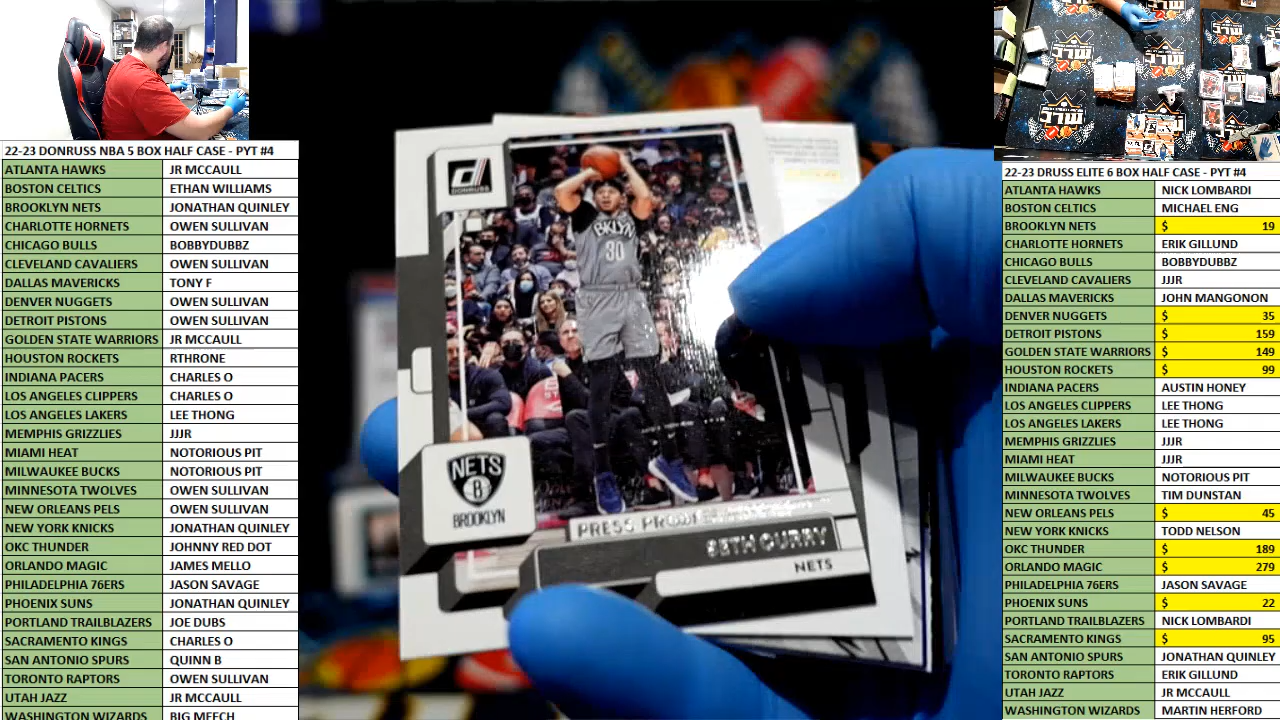 22-23 DONRUSS NBA 5 BOX HALF CASE - PYT #4
ATLANTA HAWKS JR MCCAULL
BOSTON CELTICS ETHAN WILLIAMS
BROOKLYN NETS JONATHAN QUINLEY
CHARLOTTE HORNETS OWEN SULLIVAN
CHICAGO BULLS BOBBYDUBBZ
CLEVELAND CAVALIERS OWEN SULLIVAN
DALLAS MAVERICKS TONY F
DENVER NUGGETS OWEN SULLIVAN
DETROIT PISTONS OWEN SULLIVAN
GOLDEN STATE WARRIORS JR MCCAULL
HOUSTON ROCKETS RTHRONE
INDIANA PACERS CHARLES O
LOS ANGELES CLIPPERS CHARLES O
LOS ANGELES LAKERS LEE THONG
MEMPHIS GRIZZLIES JJJR
MIAMI HEAT NOTORIOUS PIT
MILWAUKEE BUCKS NOTORIOUS PIT
MINNESOTA TWOLVES OWEN SULLIVAN
NEW ORLEANS PELS OWEN SULLIVAN
NEW YORK KNICKS JONATHAN QUINLEY
OKC THUNDER JOHNNY RED DOT
ORLANDO MAGIC JAMES MELLO
PHILADELPHIA 76ERS JASON SAVAGE
PHOENIX SUNS JONATHAN QUINLEY
PORTLAND TRAILBLAZERS JOE DUBS
SACRAMENTO KINGS CHARLES O
SAN ANTONIO SPURS QUINN B
TORONTO RAPTORS OWEN SULLIVAN
UTAH JAZZ JR MCCAULL
WASHINGTON WIZARDS BIG MEECH
DONRUSS
BKLYN
30
NETS
B
BROOKLYN
PRESS PROOF
SETH CURRY
NETS
22-23 DRUSS ELITE 6 BOX HALF CASE - PYT #4
ATLANTA HAWKS NICK LOMBARDI
BOSTON CELTICS MICHAEL ENG
BROOKLYN NETS $ 19
CHARLOTTE HORNETS ERIK GILLUND
CHICAGO BULLS BOBBYDUBBZ
CLEVELAND CAVALIERS JJJR
DALLAS MAVERICKS JOHN MANGONON
DENVER NUGGETS $ 35
DETROIT PISTONS $ 159
GOLDEN STATE WARRIORS $ 149
HOUSTON ROCKETS $ 99
INDIANA PACERS AUSTIN HONEY
LOS ANGELES CLIPPERS LEE THONG
LOS ANGELES LAKERS LEE THONG
MEMPHIS GRIZZLIES JJJR
MIAMI HEAT JJJR
MILWAUKEE BUCKS NOTORIOUS PIT
MINNESOTA TWOLVES TIM DUNSTAN
NEW ORLEANS PELS $ 45
NEW YORK KNICKS TODD NELSON
OKC THUNDER $ 189
ORLANDO MAGIC $ 279
PHILADELPHIA 76ERS JASON SAVAGE
PHOENIX SUNS $ 22
PORTLAND TRAILBLAZERS NICK LOMBARDI
SACRAMENTO KINGS $ 95
SAN ANTONIO SPURS JONATHAN QUINLEY
TORONTO RAPTORS ERIK GILLUND
UTAH JAZZ JR MCCAULL
WASHINGTON WIZARDS MARTIN HERFORD